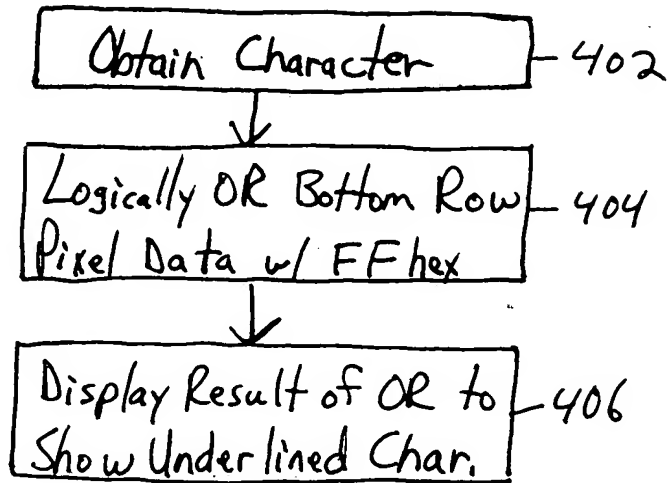 Obtain Character
402
Logically OR Bottom Row
Pixel Data w/ FFhex
404
Display Result of OR to
Show Underlined Char.
406